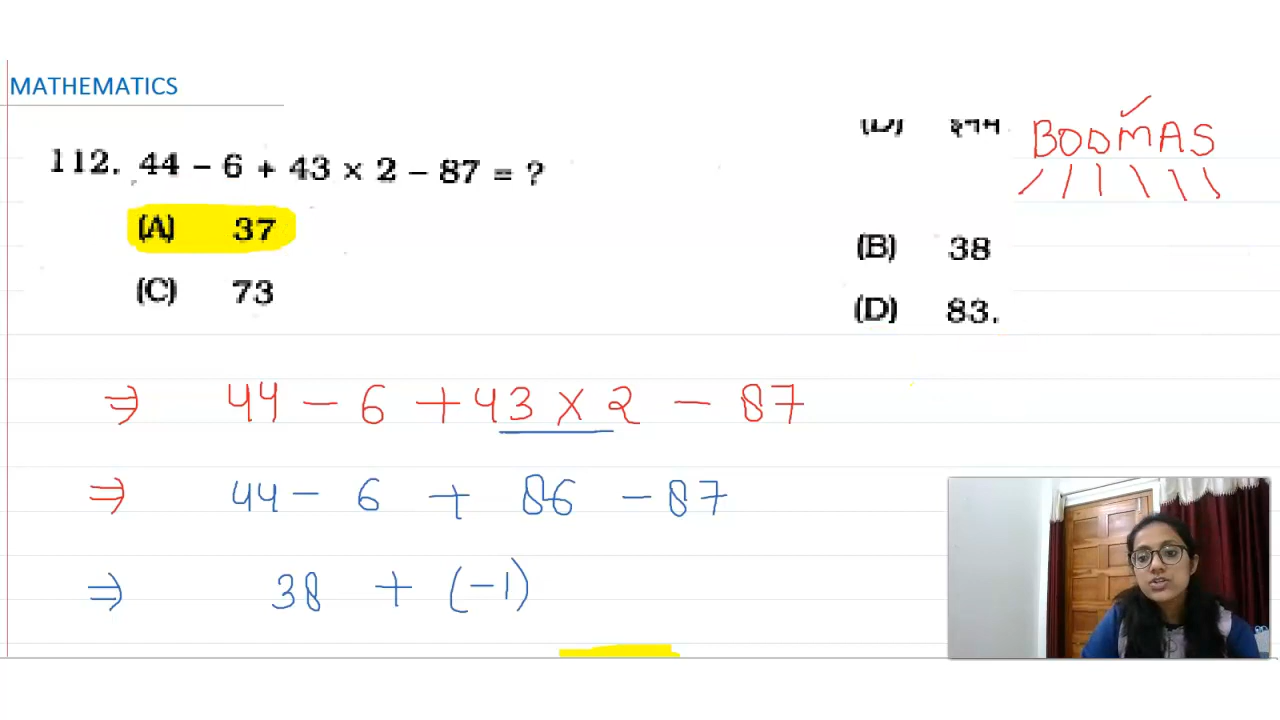 MATHEMATICS
BODMAS
112. 44 – 6 + 43 × 2 – 87 = ?
(A) 37
(B) 38
(C) 73
(D) 83.
⇒ 44 – 6 + 43 × 2 – 87
⇒ 44 – 6 + 86 – 87
⇒ 38 + (–1)